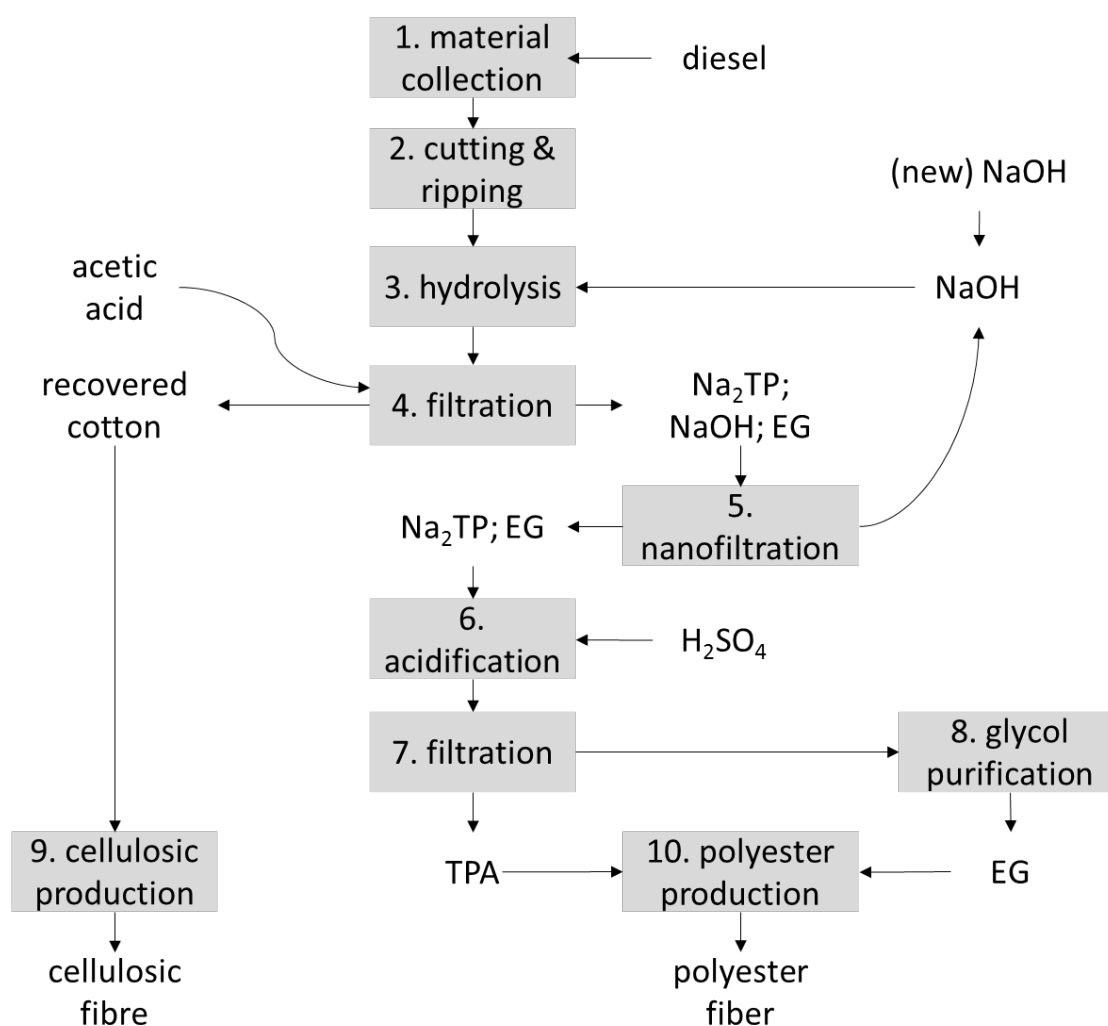 1. material
collection
diesel
2. cutting &
ripping
(new) NaOH
acetic
acid
3. hydrolysis
NaOH
recovered
cotton
4. filtration
Na₂TP;
NaOH; EG
Na₂TP; EG
5.
nanofiltration
6.
acidification
H₂SO₄
7. filtration
8. glycol
purification
9. cellulosic
production
TPA
10. polyester
production
EG
cellulosic
fibre
polyester
fiber